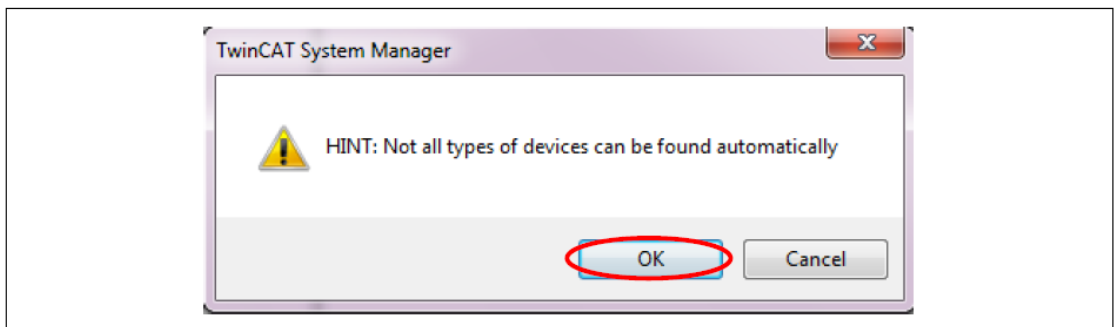 TwinCAT System Manager
HINT: Not all types of devices can be found automatically
OK
Cancel